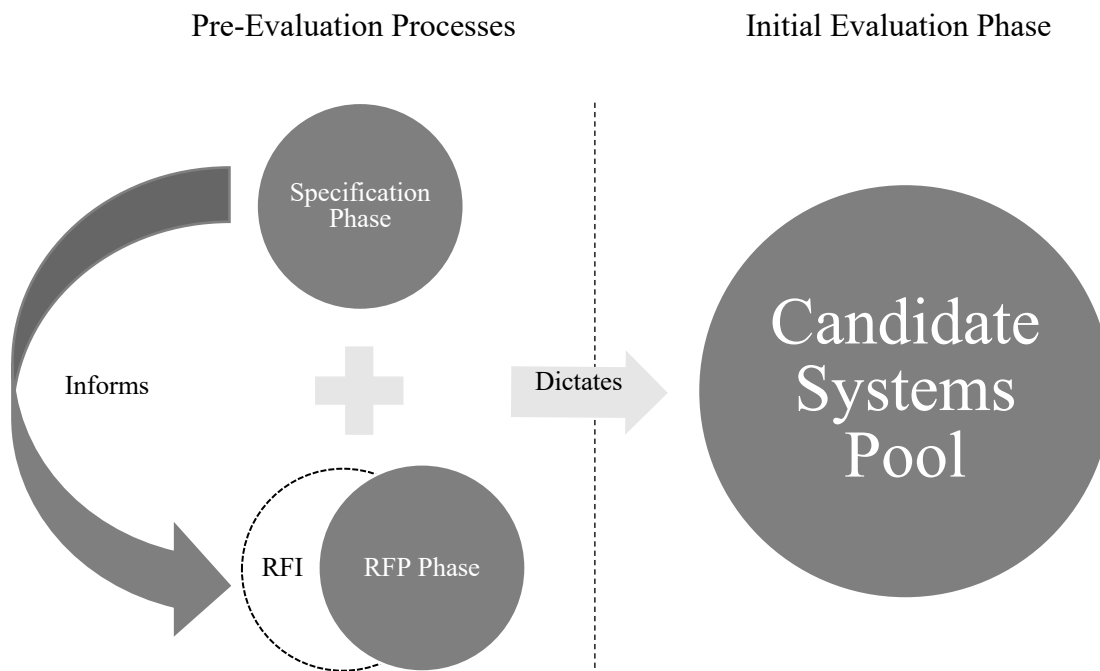 Pre-Evaluation Processes
Initial Evaluation Phase
Specification
Phase
Informs
Dictates
Candidate
Systems
Pool
RFI
RFP Phase